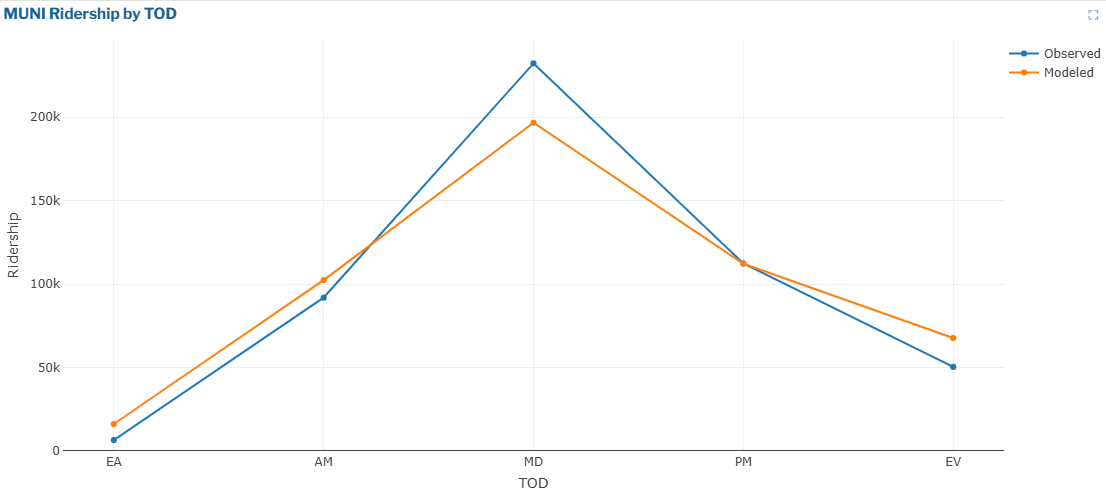 MUNI Ridership by TOD
Observed
Modeled
200k
150k
100k
50k
0
Ridership
EA AM MD PM EV
TOD